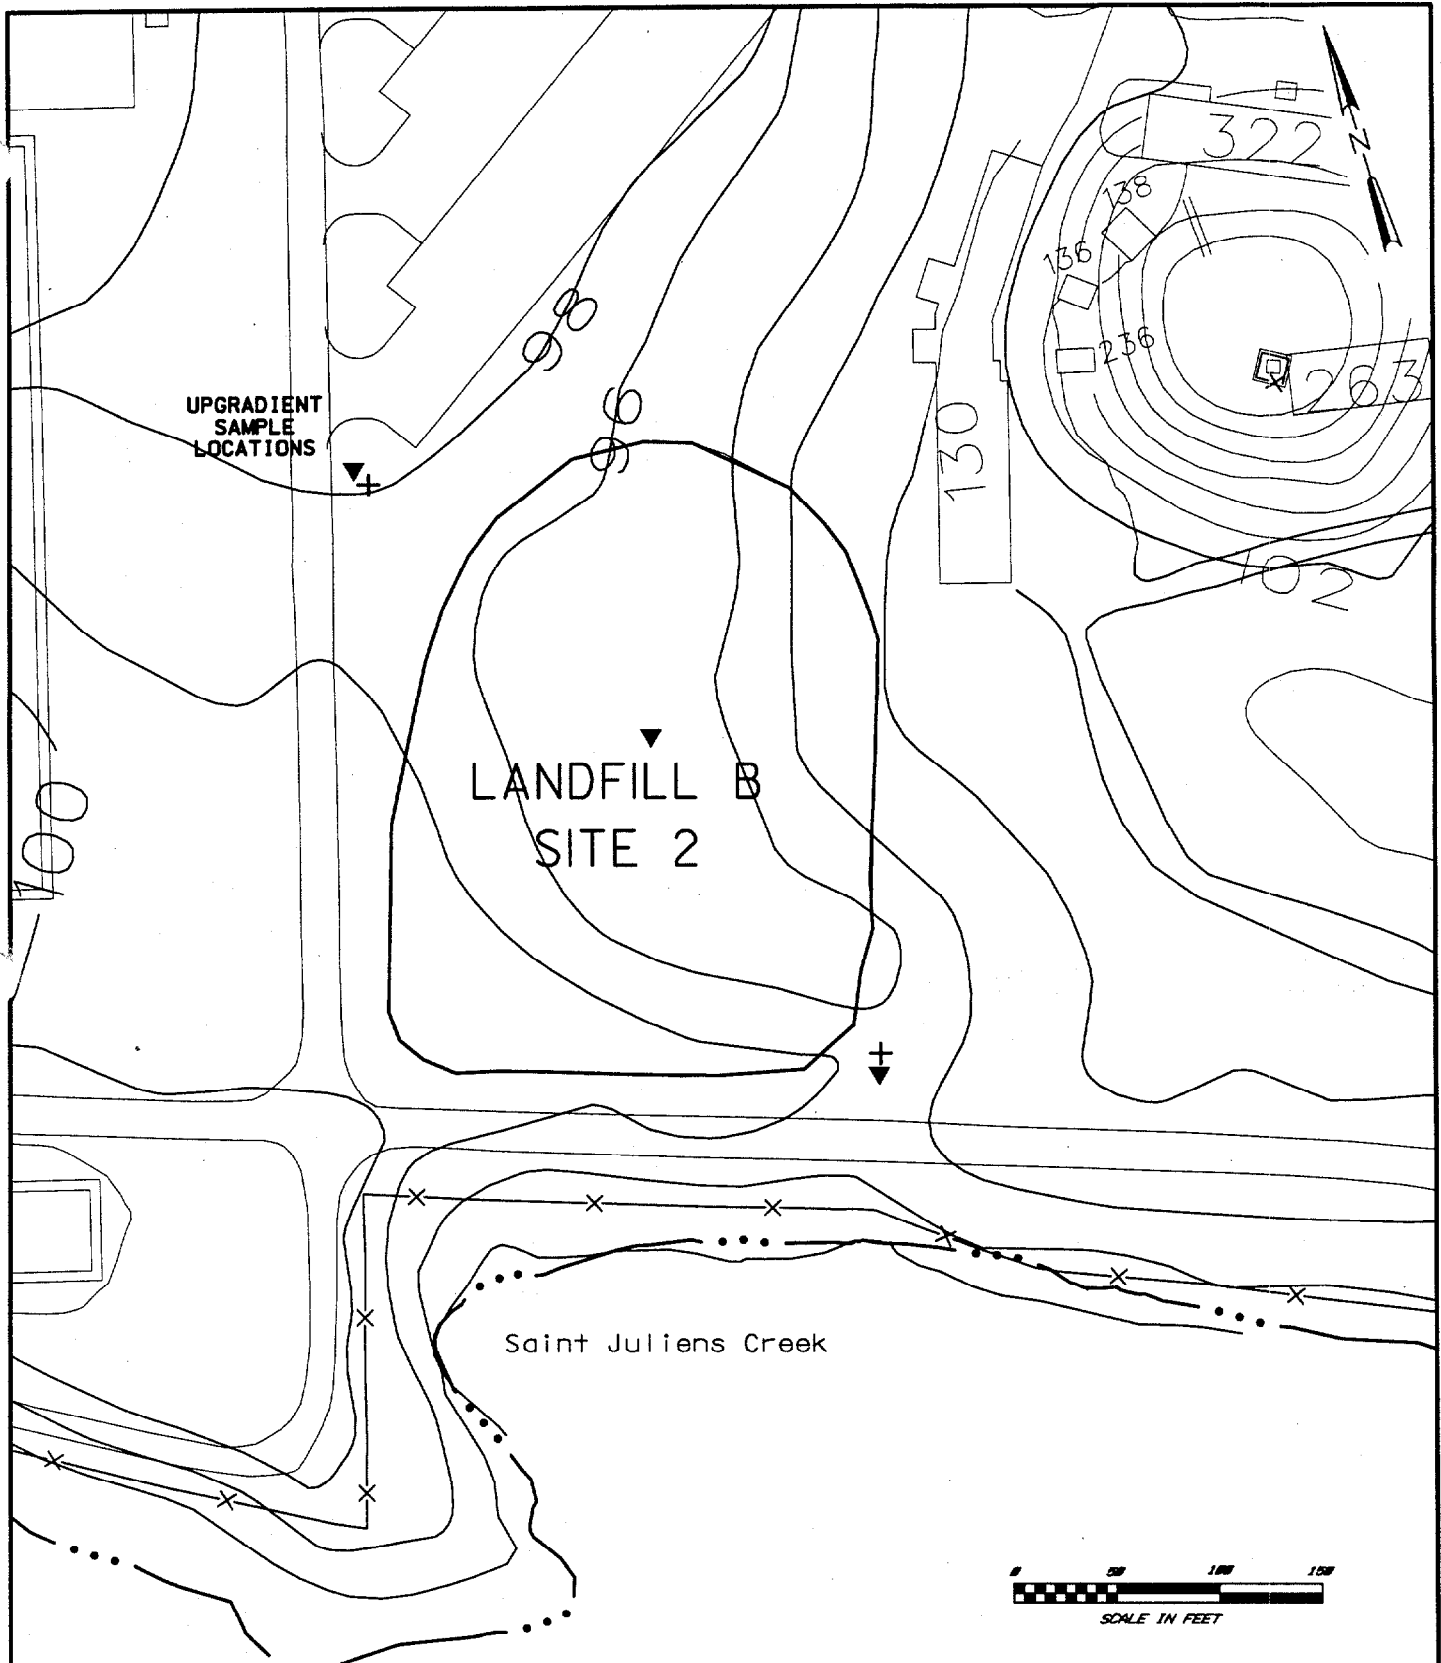 N
322
138
136
236
263
98
96
UPGRADIENT
SAMPLE
LOCATIONS
130
102
LANDFILL B
SITE 2
100
Saint Juliens Creek
0 50 100 150
SCALE IN FEET